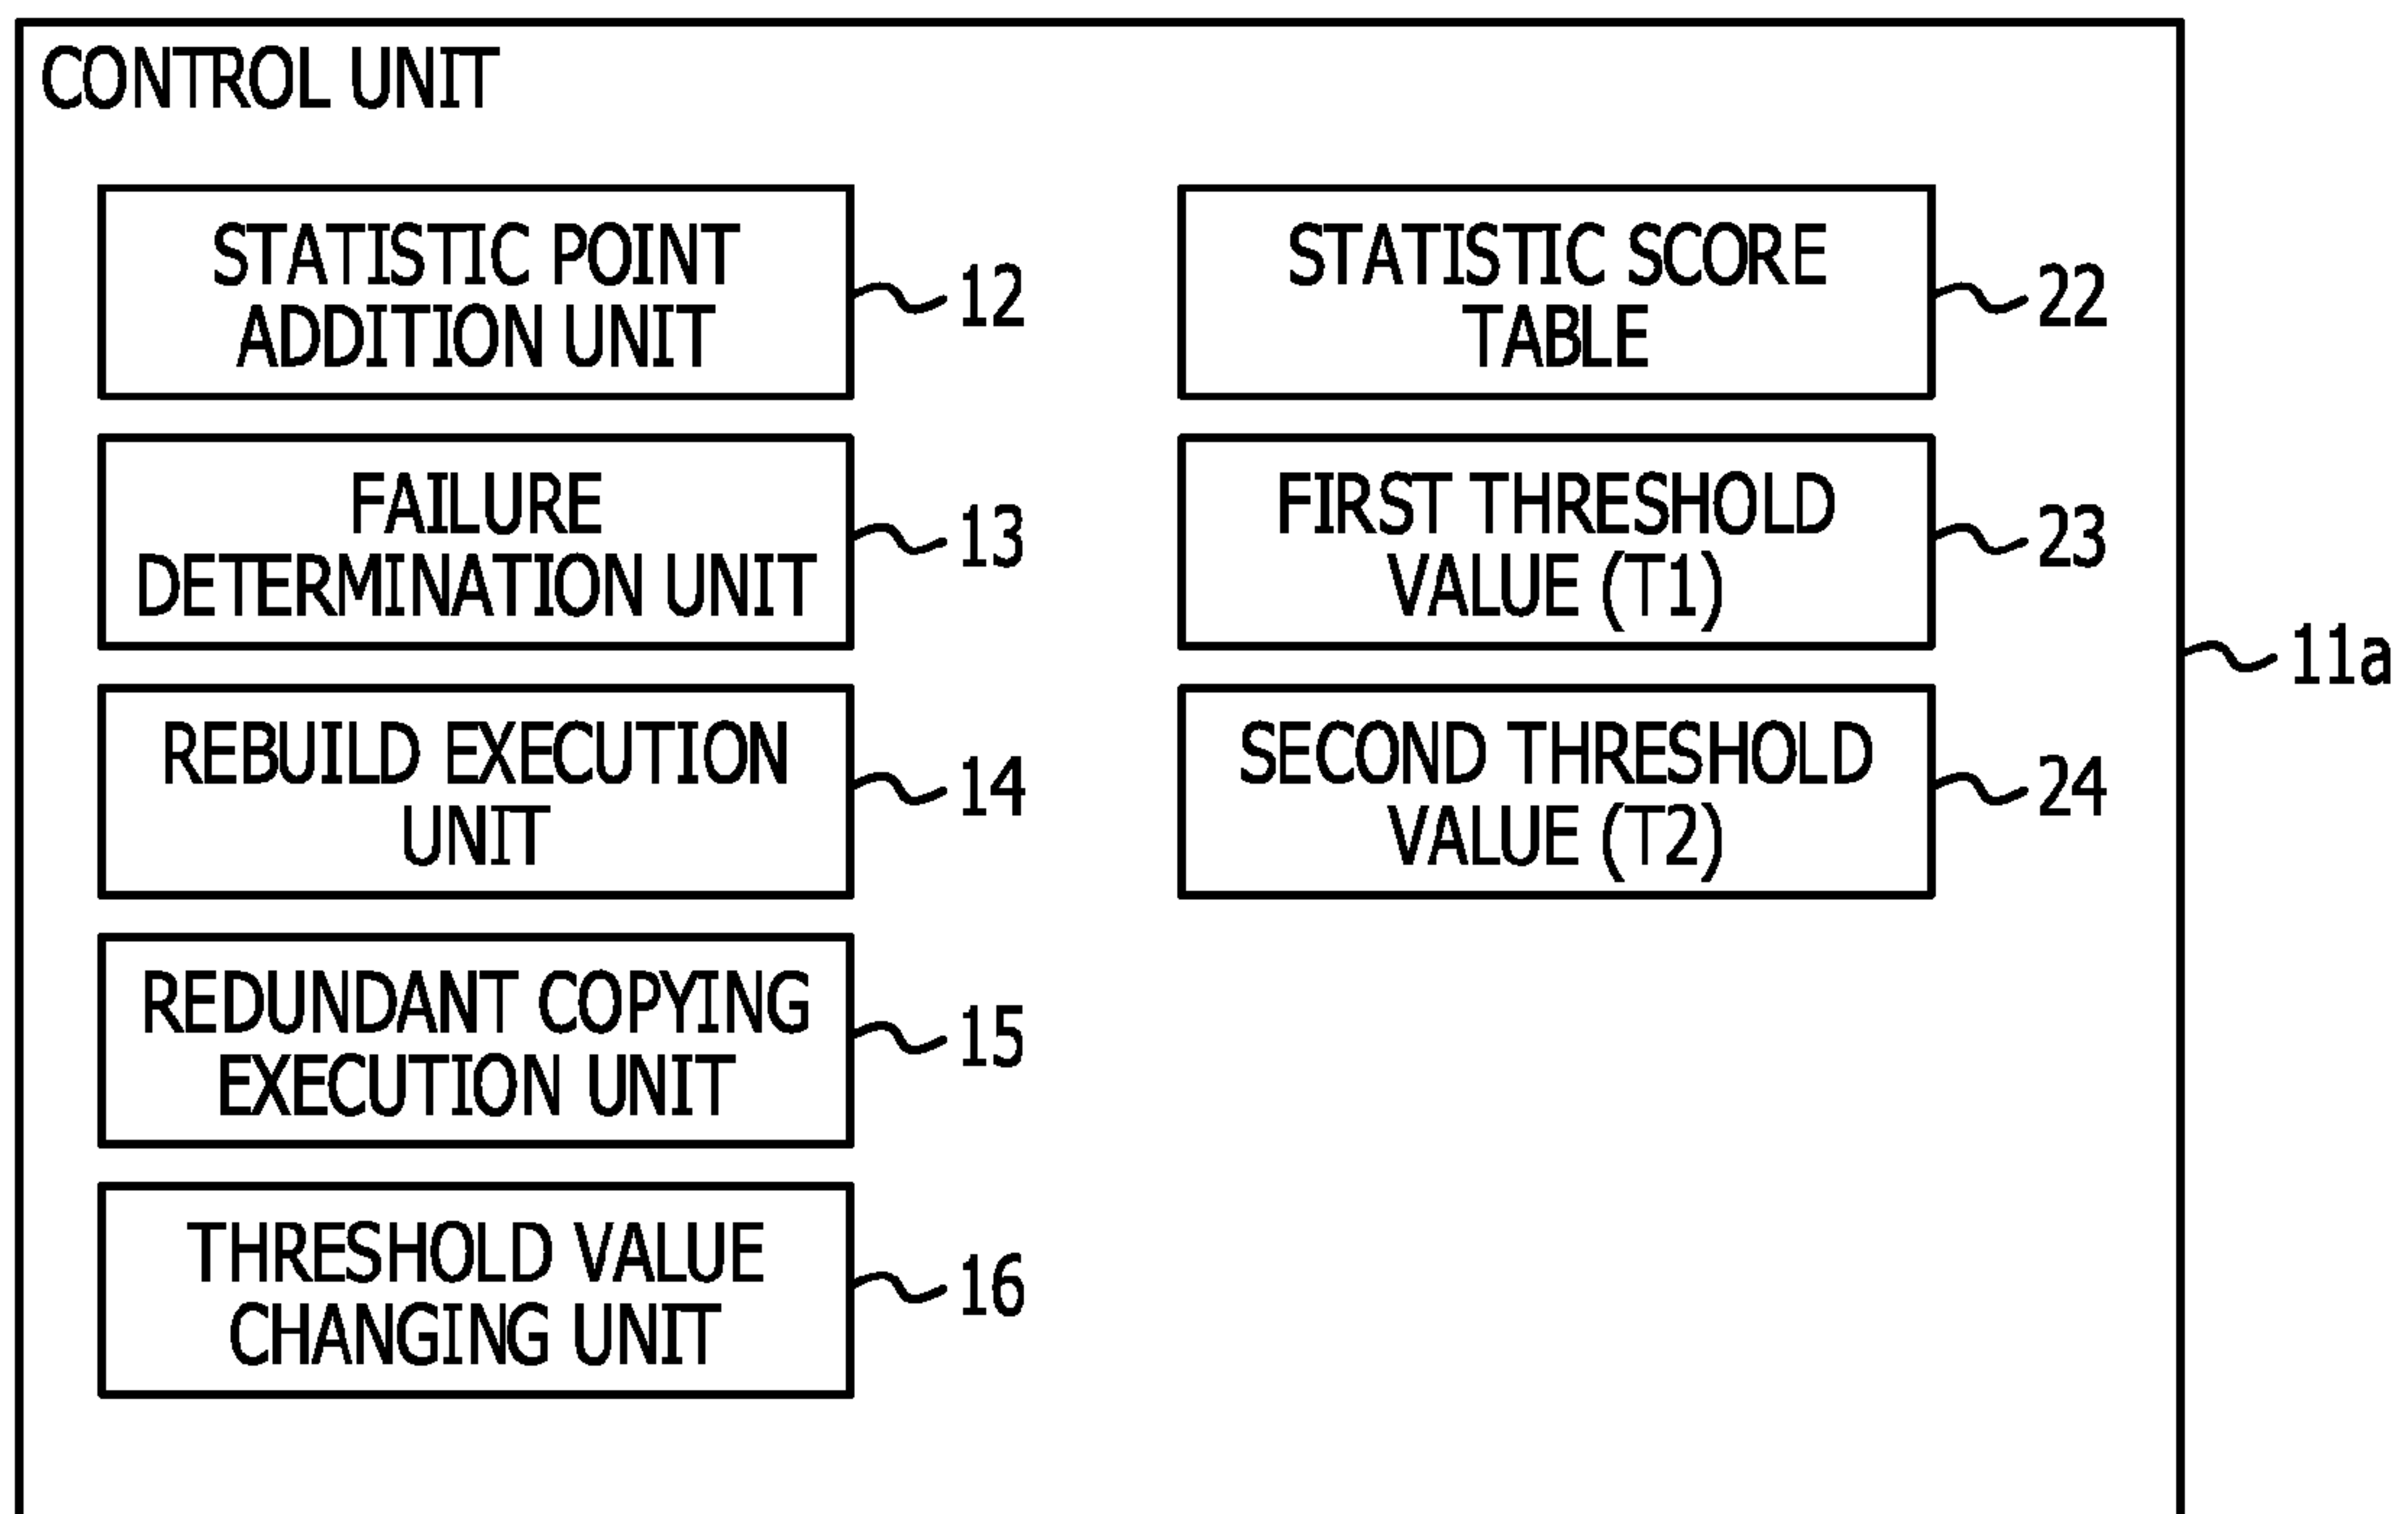 CONTROL UNIT
STATISTIC POINT
ADDITION UNIT
12
FAILURE
DETERMINATION UNIT
13
REBUILD EXECUTION
UNIT
14
REDUNDANT COPYING
EXECUTION UNIT
15
THRESHOLD VALUE
CHANGING UNIT
16
STATISTIC SCORE
TABLE
22
FIRST THRESHOLD
VALUE (T1)
23
SECOND THRESHOLD
VALUE (T2)
24
11a